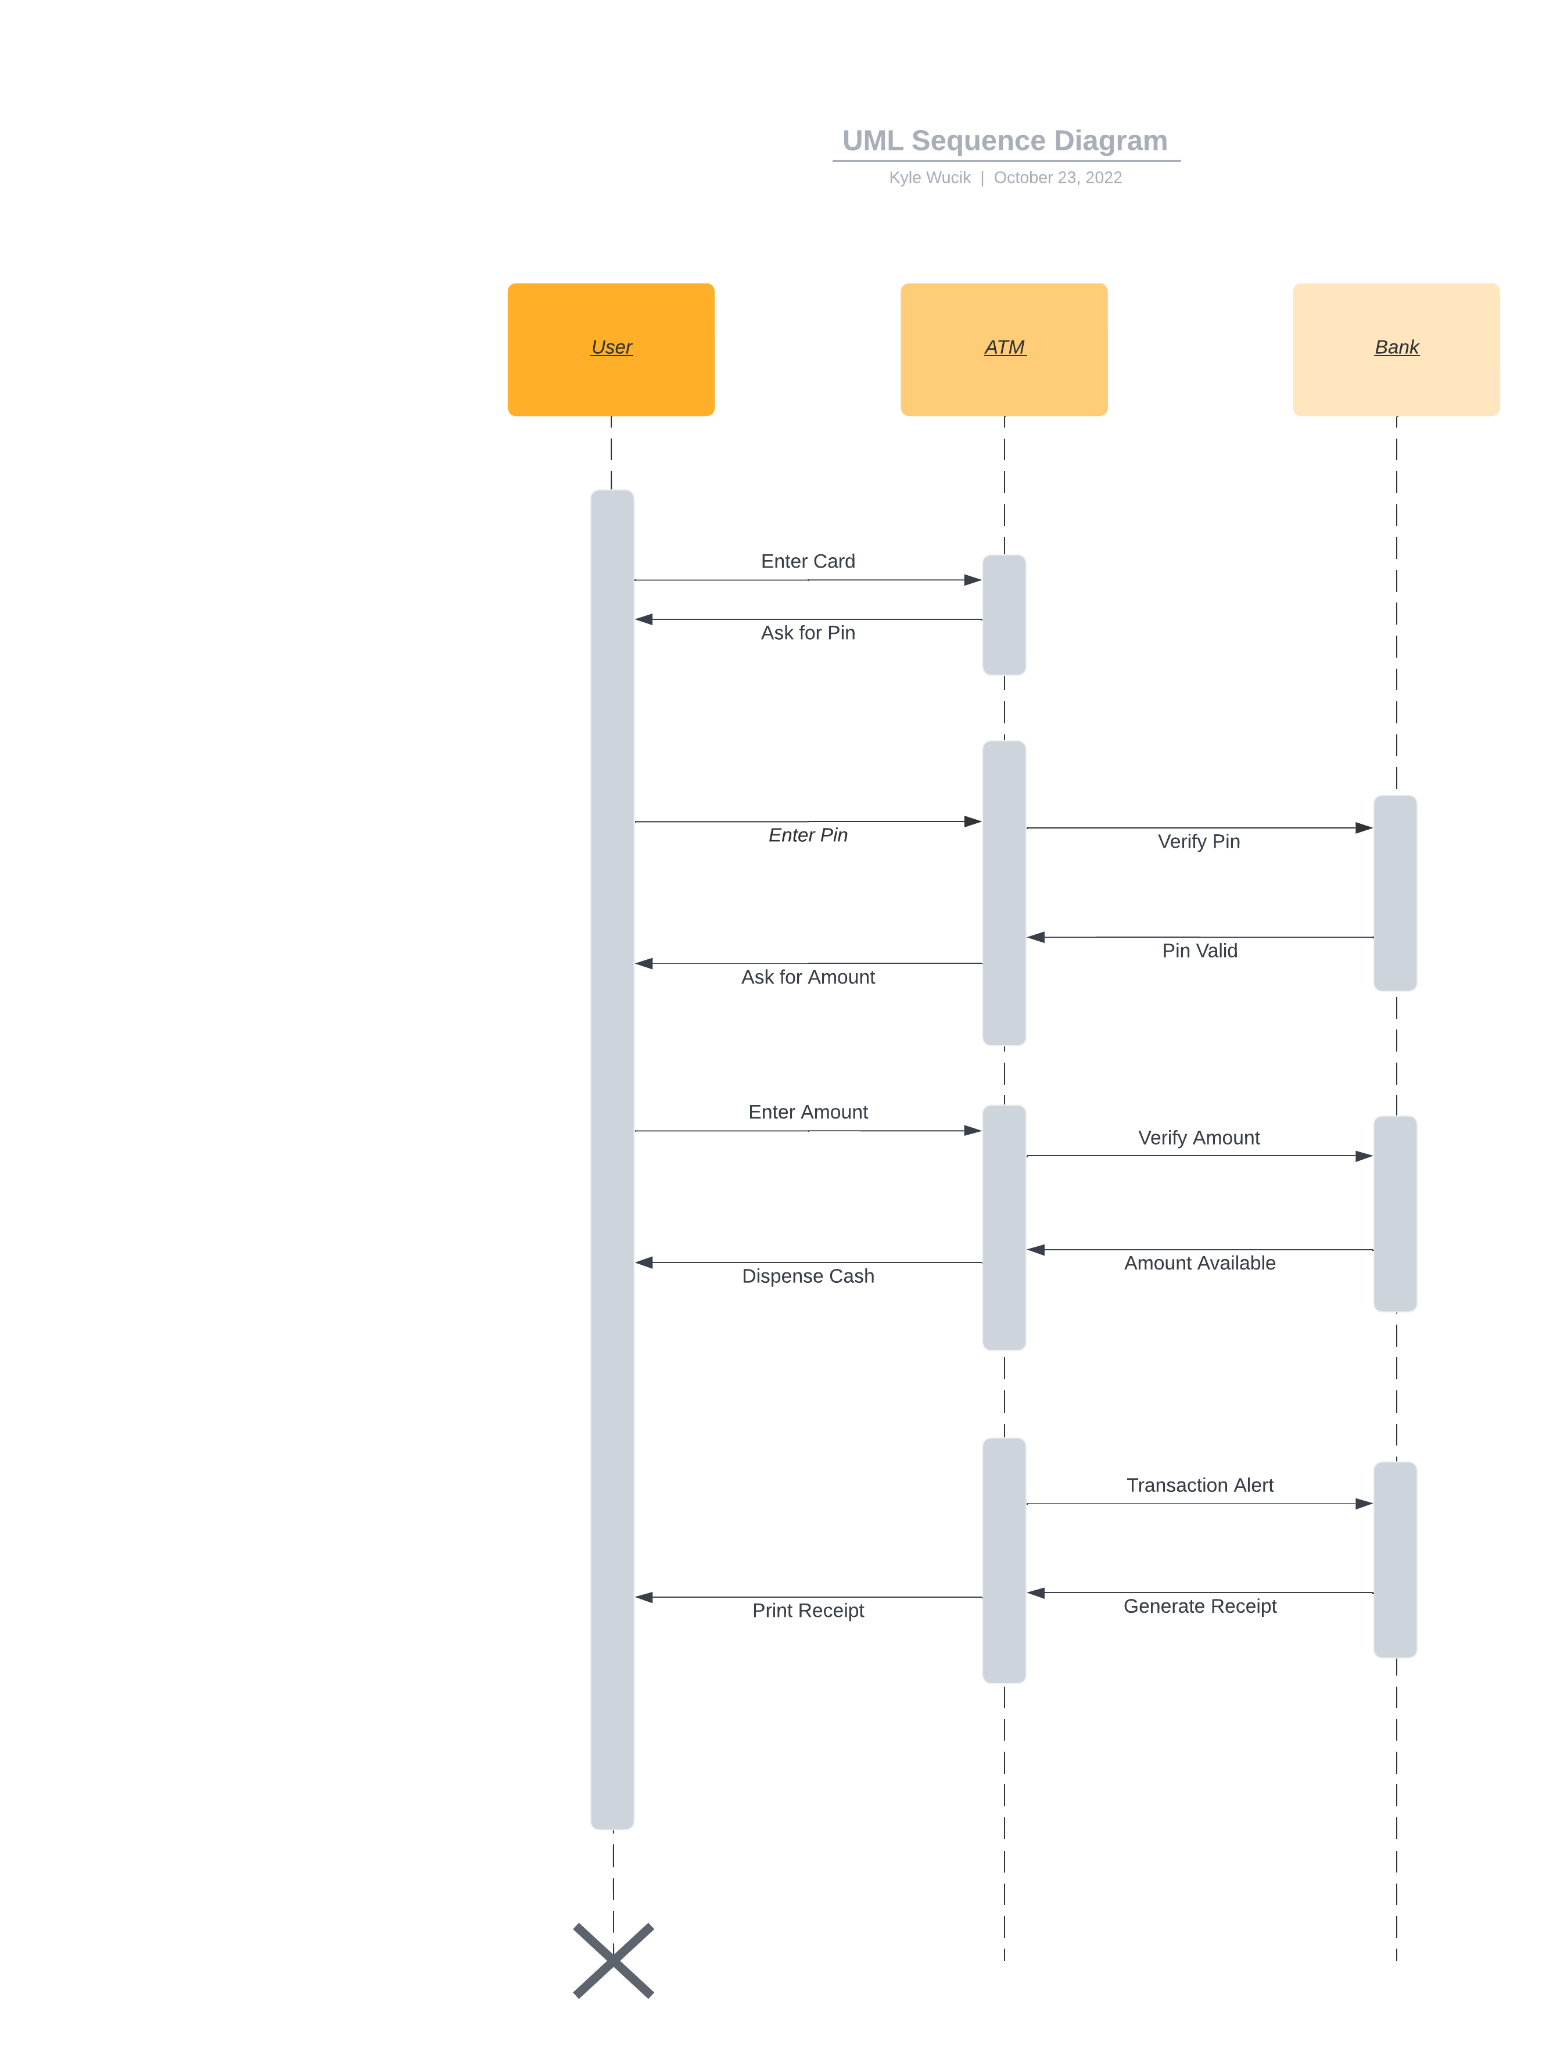 UML Sequence Diagram
Kyle Wucik | October 23, 2022
User
ATM
Bank
Enter Card
Ask for Pin
Enter Pin
Verify Pin
Pin Valid
Ask for Amount
Enter Amount
Verify Amount
Amount Available
Dispense Cash
Transaction Alert
Generate Receipt
Print Receipt